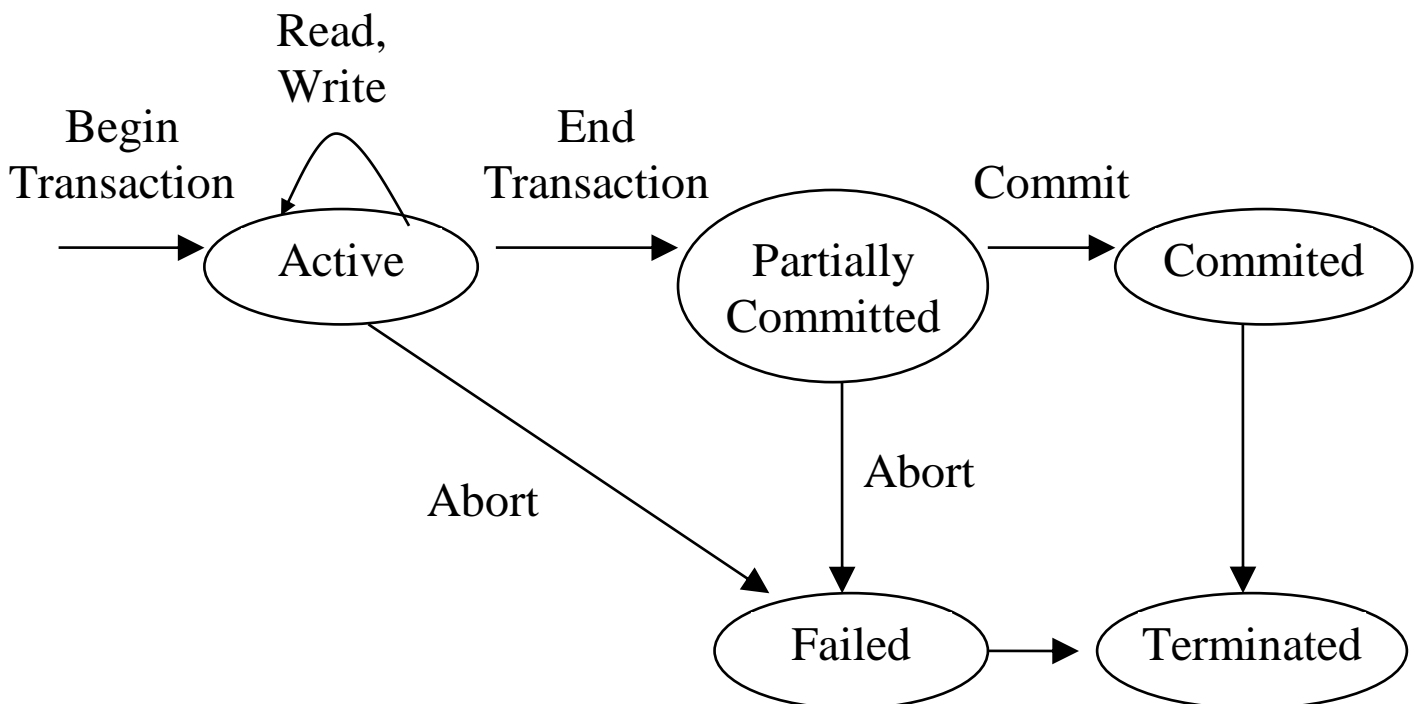 Read,
Write
Begin
Transaction
End
Transaction
Commit
Active
Partially
Committed
Commited
Abort
Abort
Failed
Terminated